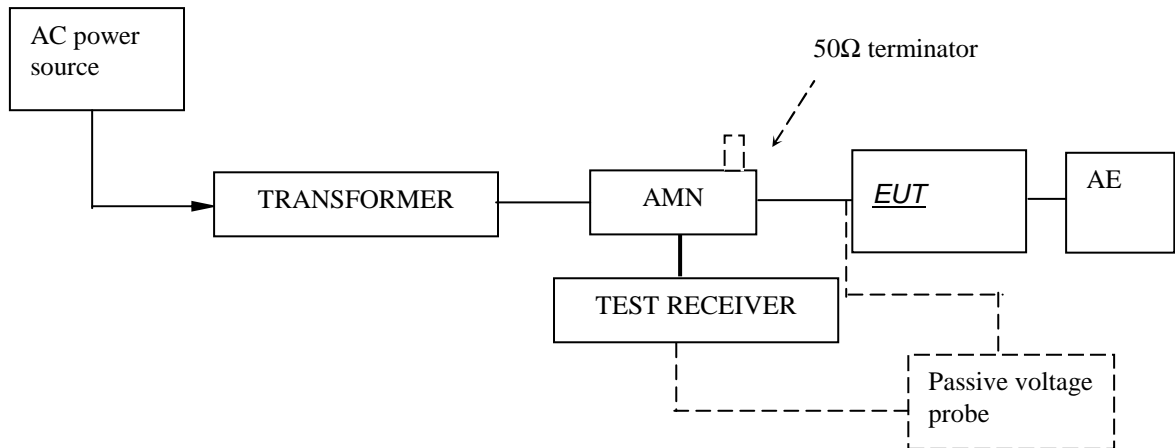 AC power
source
50Ω terminator
TRANSFORMER
AMN
EUT
AE
TEST RECEIVER
Passive voltage
probe